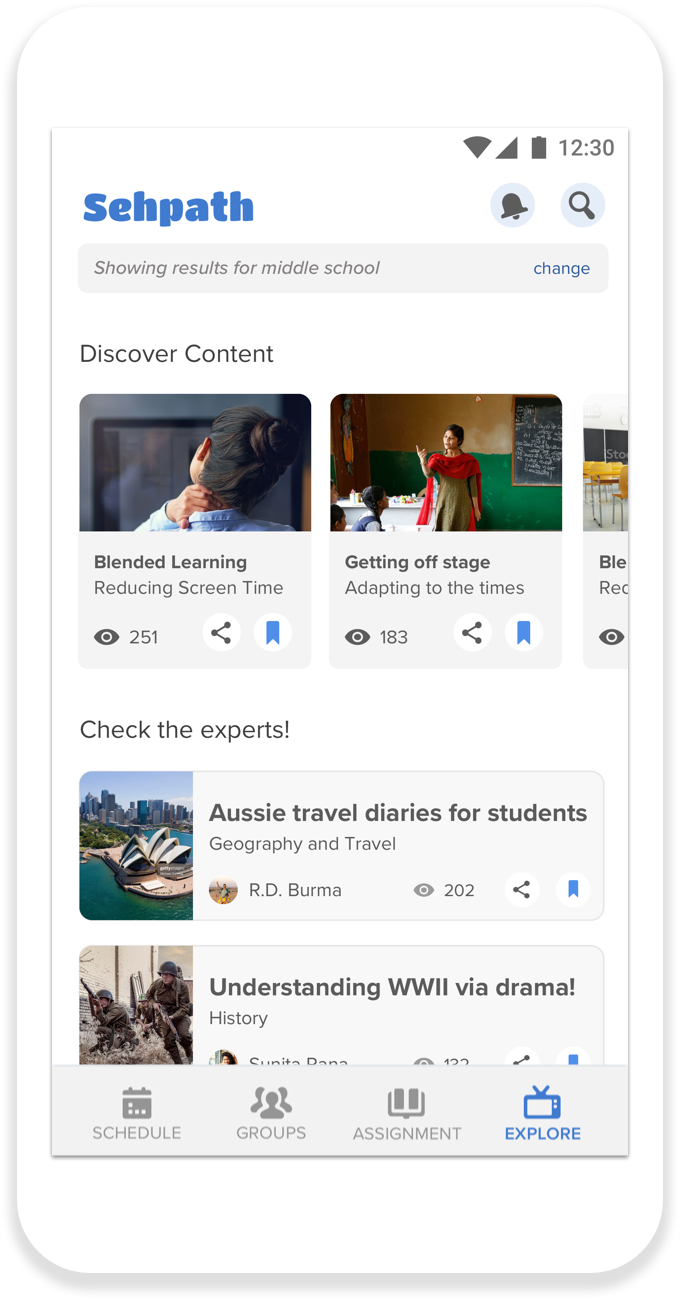 12:30
Sehpath
Showing results for middle school change
Discover Content
Blended Learning
Reducing Screen Time
251
Getting off stage
Adapting to the times
183
Ble
Rec
Stoc
Check the experts!
Aussie travel diaries for students
Geography and Travel
R.D. Burma 202
gettyimages
Understanding WWII via drama!
History
Sunita Rana 132
SCHEDULE GROUPS ASSIGNMENT EXPLORE